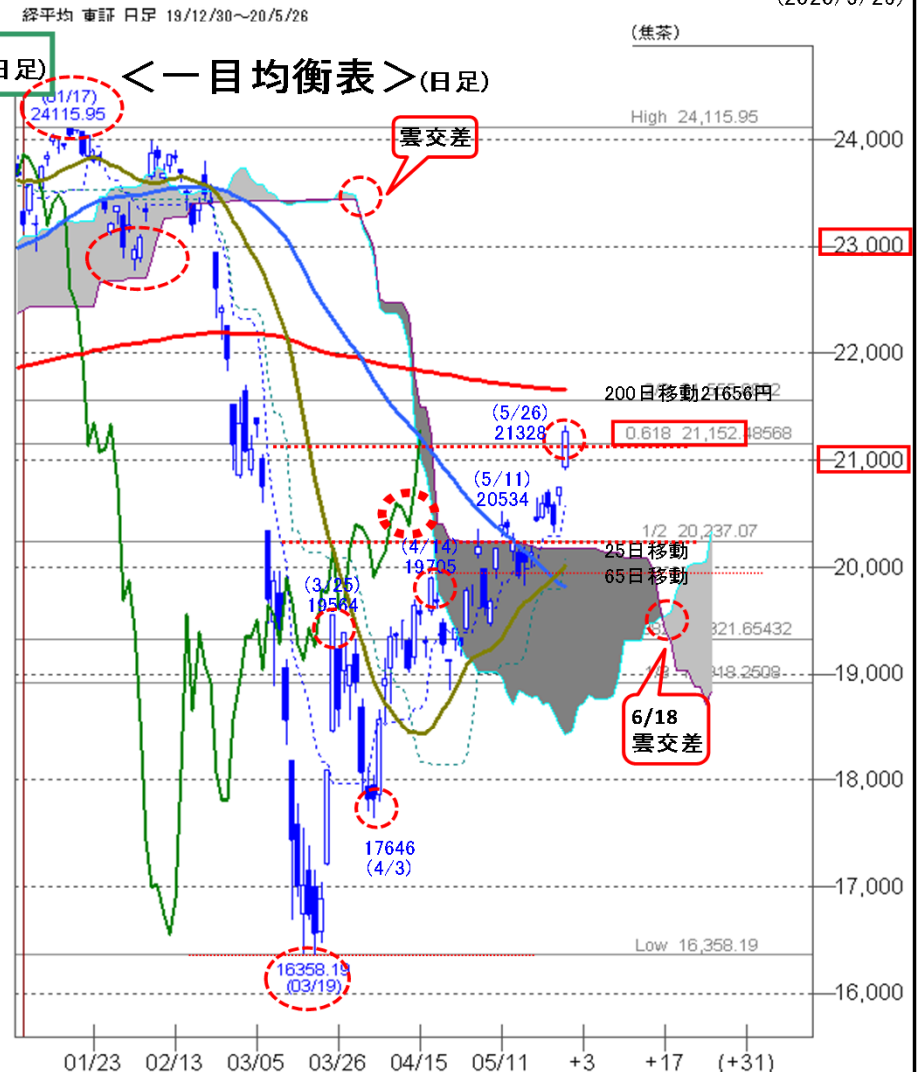 経平均 東証 日足 19/12/30～20/5/26
(焦茶)
日足)
＜一目均衡表＞(日足)
(01/17)
24115.95
High 24,115.95
雲交差
24,000
23,000
22,000
200日移動21656円
(5/26)
21328
0.618 21,152.48568
21,000
(5/11)
20534
1/2 20,237.07
25日移動
(4/14)
19705
20,000
65日移動
(3/25)
19564
321.65432
19,000
6/18
雲交差
18,000
17646
(4/3)
17,000
Low 16,358.19
16358.19
(03/19)
16,000
01/23 02/13 03/05 03/26 04/15 05/11 +3 +17 (+31)